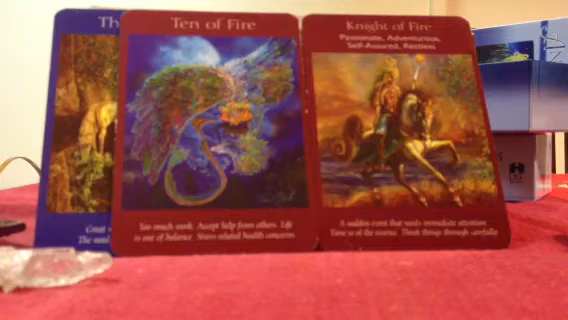 Th
Ten of Fire
Knight of Fire
Passionate, Adventurous,
Self-Assured, Restless
Great
The need
Too much work. Accept help from others. Life
is out of balance. Stress-related health concerns.
A sudden event that needs immediate attention.
Time is of the essence. Think things through carefully.